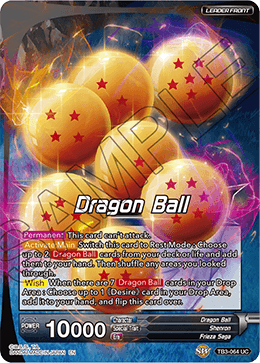 LEADER FRONT
SAMPLE
Dragon Ball
Permanent This card can't attack.
Activate Main: Switch this card to Rest Mode : Choose
up to 2 Dragon Ball cards from your deck or life and add
them to your hand. Then shuffle any areas you looked
through.
Wish When there are 7 Dragon Ball cards in your Drop
Area : Choose up to 1 《Desire》 card in your Drop Area,
add it to your hand, and flip this card over.
POWER
10000
Character
Dragon Ball
Special Trait
Shenron
Era
Frieza Saga
TB3-064 UC